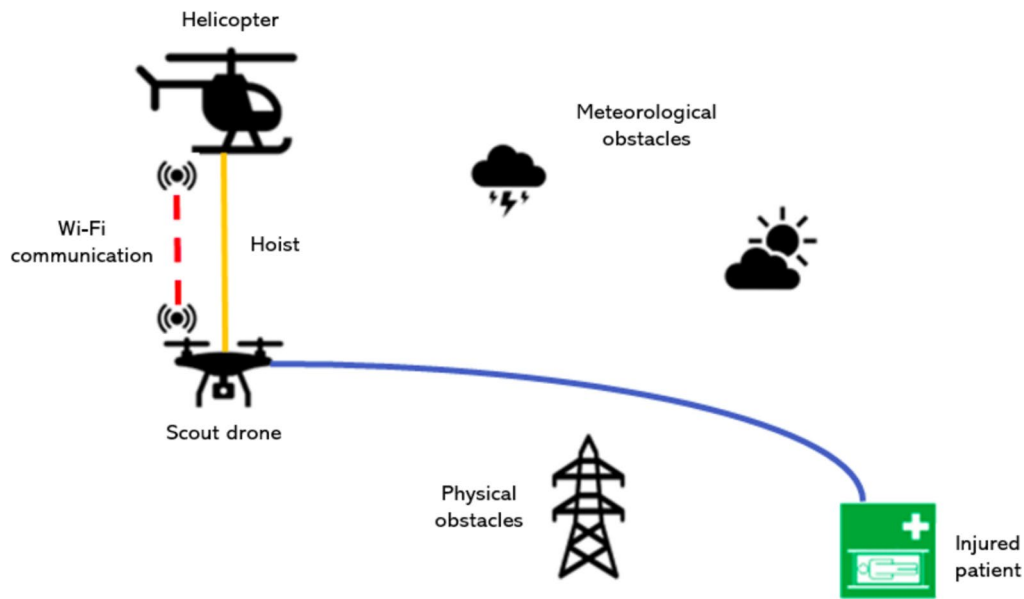 Helicopter
Meteorological
obstacles
Wi-Fi
communication
Hoist
Scout drone
Physical
obstacles
Injured
patient